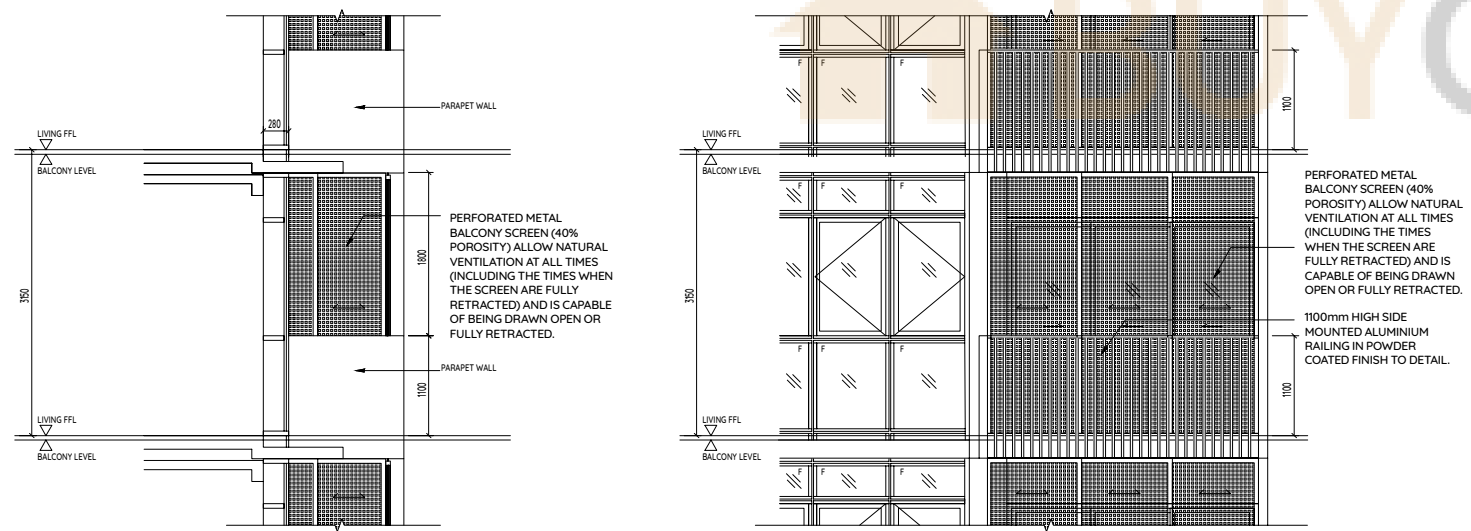 BUY
PARAPET WALL
280
LIVING FFL
BALCONY LEVEL
PERFORATED METAL
BALCONY SCREEN (40%
POROSITY) ALLOW NATURAL
VENTILATION AT ALL TIMES
(INCLUDING THE TIMES WHEN
THE SCREEN ARE FULLY
RETRACTED) AND IS CAPABLE
OF BEING DRAWN OPEN OR
FULLY RETRACTED.
1800
3150
PARAPET WALL
1100
LIVING FFL
BALCONY LEVEL
F
F
F
1100
LIVING FFL
BALCONY LEVEL
F
F
F
PERFORATED METAL
BALCONY SCREEN (40%
POROSITY) ALLOW NATURAL
VENTILATION AT ALL TIMES
(INCLUDING THE TIMES
WHEN THE SCREEN ARE
FULLY RETRACTED) AND IS
CAPABLE OF BEING DRAWN
OPEN OR FULLY RETRACTED.
3150
1100mm HIGH SIDE
MOUNTED ALUMINIUM
RAILING IN POWDER
COATED FINISH TO DETAIL.
F
F
F
1100
LIVING FFL
BALCONY LEVEL
F
F
F